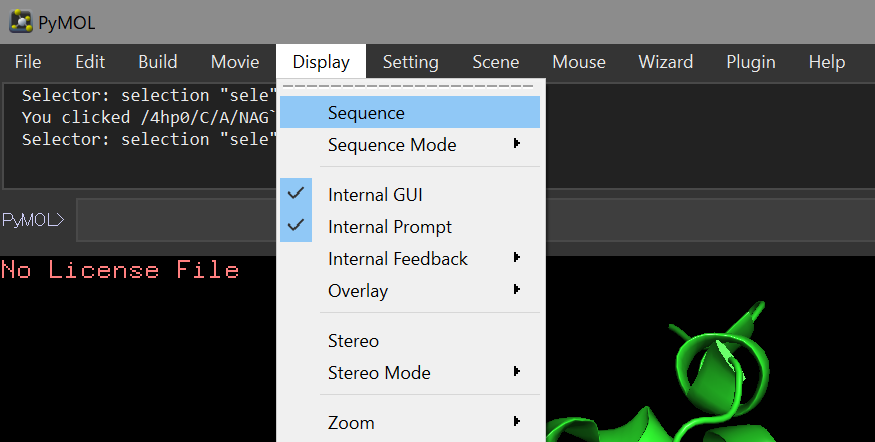 PyMOL
File Edit Build Movie Display Setting Scene Mouse Wizard Plugin Help
Selector: selection "sele"
You clicked /4hp0/C/A/NAG`
Selector: selection "sele"
PyMOL>
No License File
Sequence
Sequence Mode
Internal GUI
Internal Prompt
Internal Feedback
Overlay
Stereo
Stereo Mode
Zoom